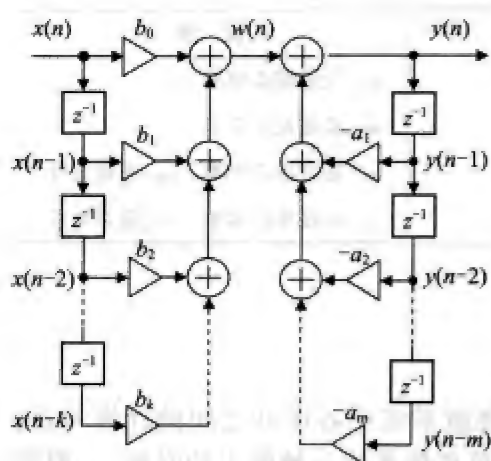 x(n) b₀ w(n) y(n)
z⁻¹ z⁻¹
x(n−1) b₁ −a₁ y(n−1)
z⁻¹ z⁻¹
x(n−2) b₂ −a₂ y(n−2)
z⁻¹ z⁻¹
x(n−k) bₖ −aₘ y(n−m)